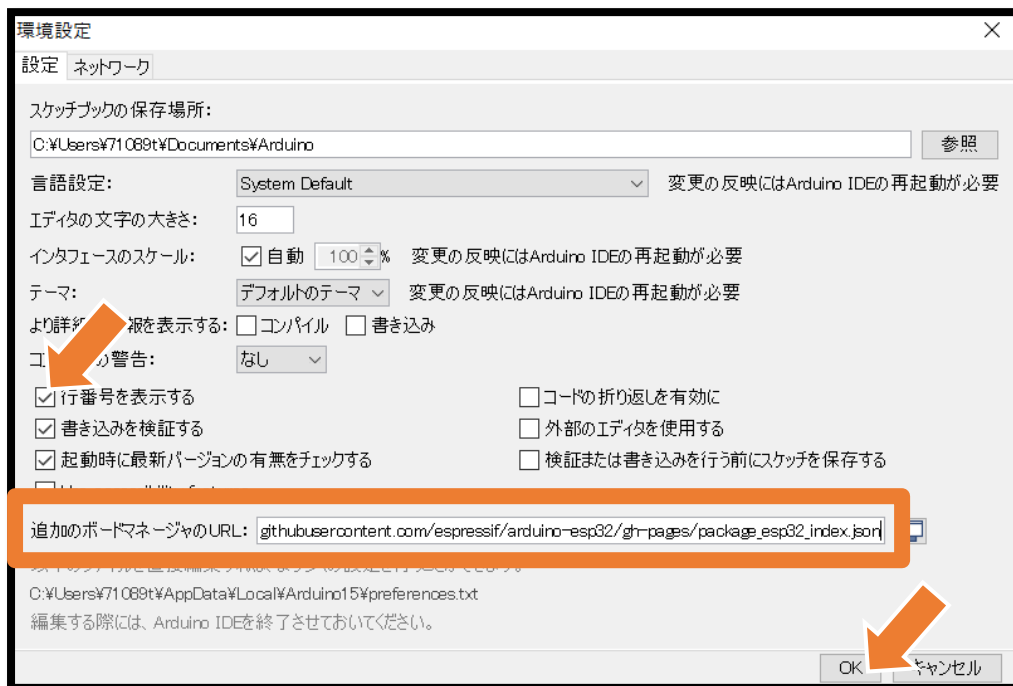 環境設定
設定 ネットワーク
スケッチブックの保存場所:
C:¥Users¥71089t¥Documents¥Arduino 参照
言語設定: System Default 変更の反映にはArduino IDEの再起動が必要
エディタの文字の大きさ: 16
インタフェースのスケール: 自動 100 % 変更の反映にはArduino IDEの再起動が必要
テーマ: デフォルトのテーマ 変更の反映にはArduino IDEの再起動が必要
より詳細 報を表示する: コンパイル 書き込み
の警告: なし
行番号を表示する コードの折り返しを有効に
書き込みを検証する 外部のエディタを使用する
起動時に最新バージョンの有無をチェックする 検証または書き込みを行う前にスケッチを保存する
追加のボードマネージャのURL: githubusercontent.com/espressif/arduino-esp32/gh-pages/package_esp32_index.json
C:¥Users¥71089t¥AppData¥Local¥Arduino15¥preferences.txt
編集する際には、Arduino IDEを終了させておいてください。
OK キャンセル